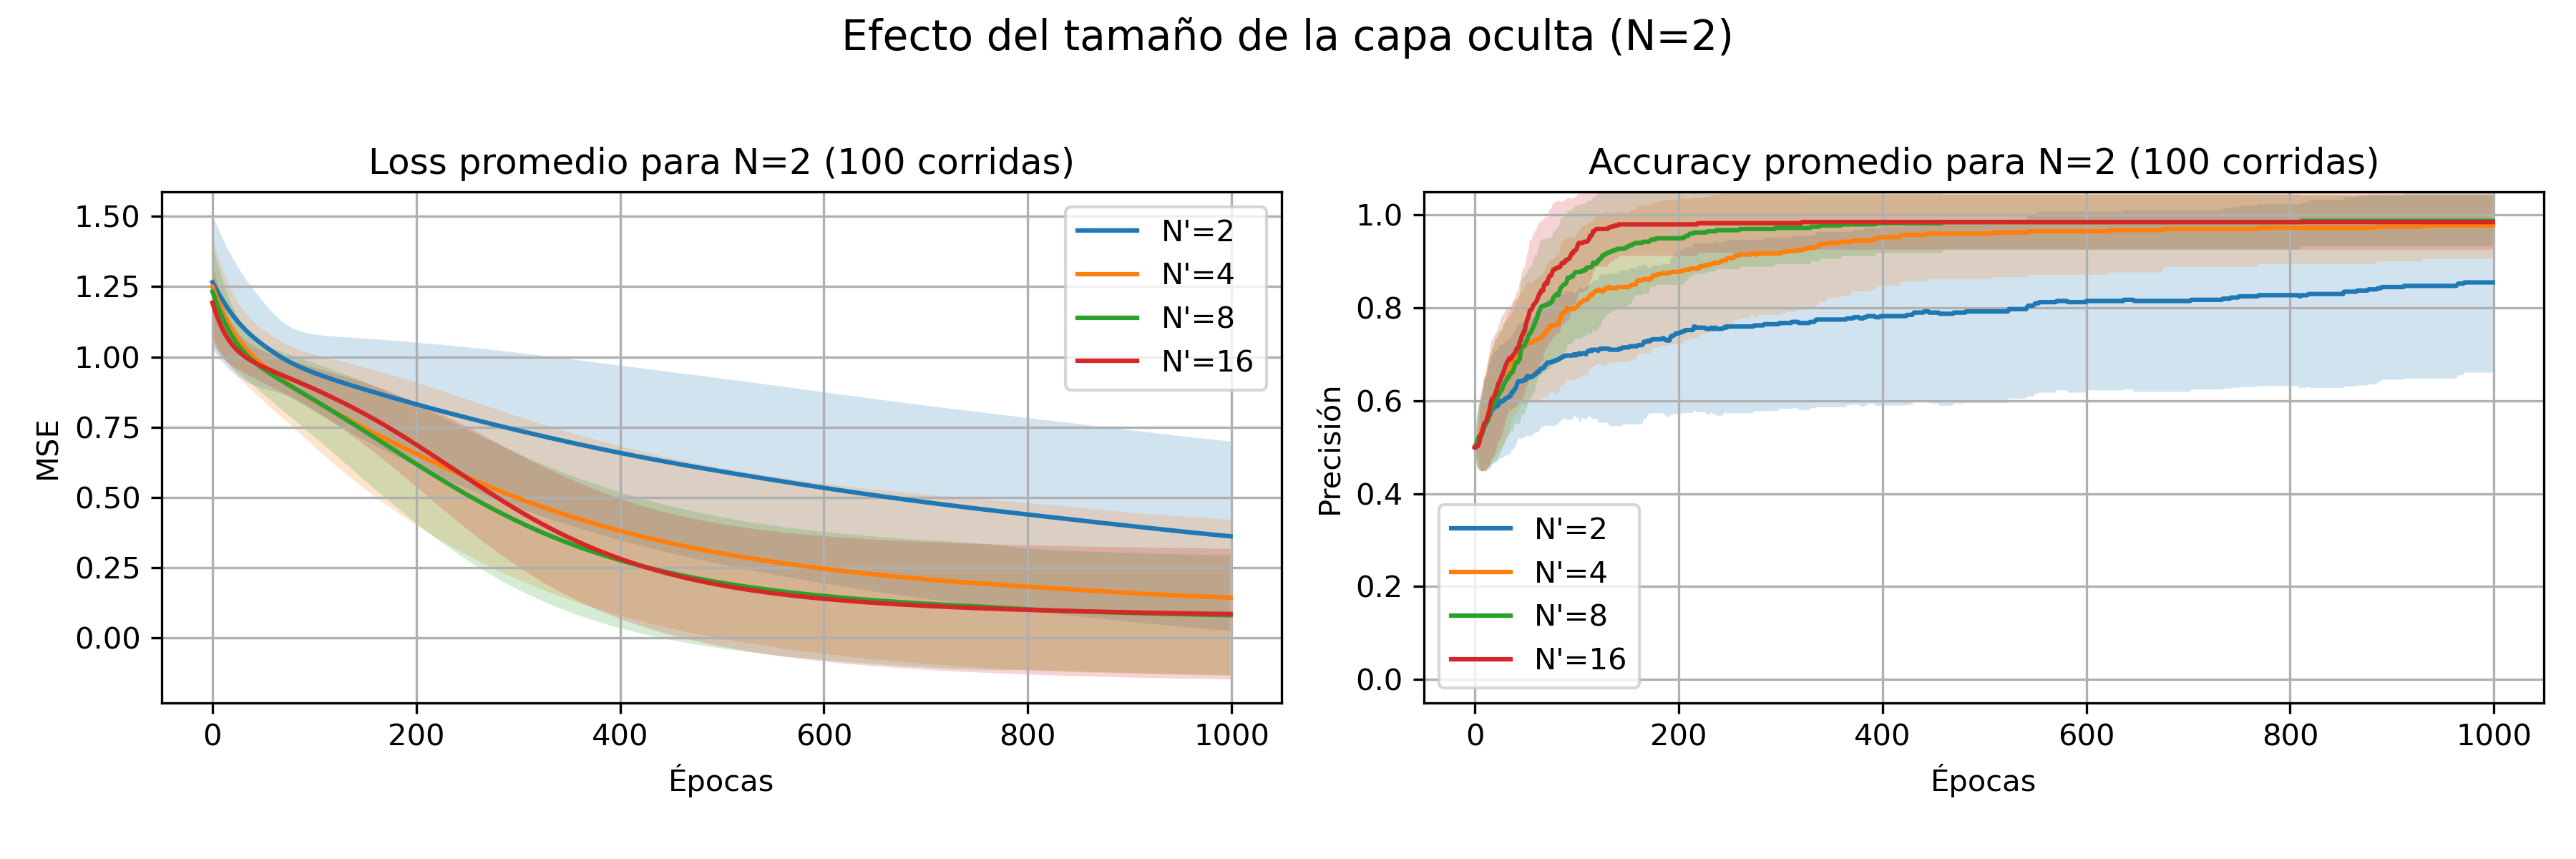 Efecto del tamaño de la capa oculta (N=2)
Loss promedio para N=2 (100 corridas)
1.50
1.25
1.00
0.75
0.50
0.25
0.00
MSE
0 200 400 600 800 1000
Épocas
N'=2
N'=4
N'=8
N'=16
Accuracy promedio para N=2 (100 corridas)
1.0
0.8
0.6
0.4
0.2
0.0
Precisión
0 200 400 600 800 1000
Épocas
N'=2
N'=4
N'=8
N'=16